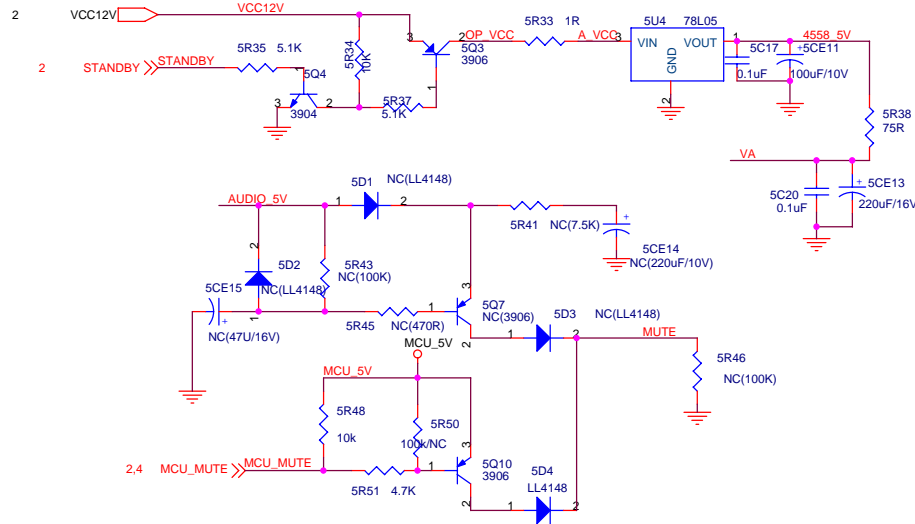 2
VCC12V
VCC12V
2
STANDBY
STANDBY
5R35
5.1K
5Q4
3
2
3904
5R34
10K
5R37
5.1K
3
2
5Q3
3906
1
OP_VCC
5R33
1R
A_VCC
3
5U4
78L05
VIN
VOUT
GND
2
1
4558_5V
5C17
0.1uF
+
5CE11
100uF/10V
5R38
75R
VA
5C20
0.1uF
+
5CE13
220uF/16V
AUDIO_5V
5D1
1
2
NC(LL4148)
2
5D2
NC(LL4148)
1
5R43
NC(100K)
5CE15
+
NC(47U/16V)
5R45
NC(470R)
1
3
5Q7
NC(3906)
2
5R41
NC(7.5K)
+
5CE14
NC(220uF/10V)
1
5D3
2
NC(LL4148)
MUTE
5R46
NC(100K)
MCU_5V
MCU_5V
5R48
10k
5R50
100k/NC
2,4
MCU_MUTE
MCU_MUTE
5R51
4.7K
1
3
5Q10
3906
2
1
5D4
LL4148
2